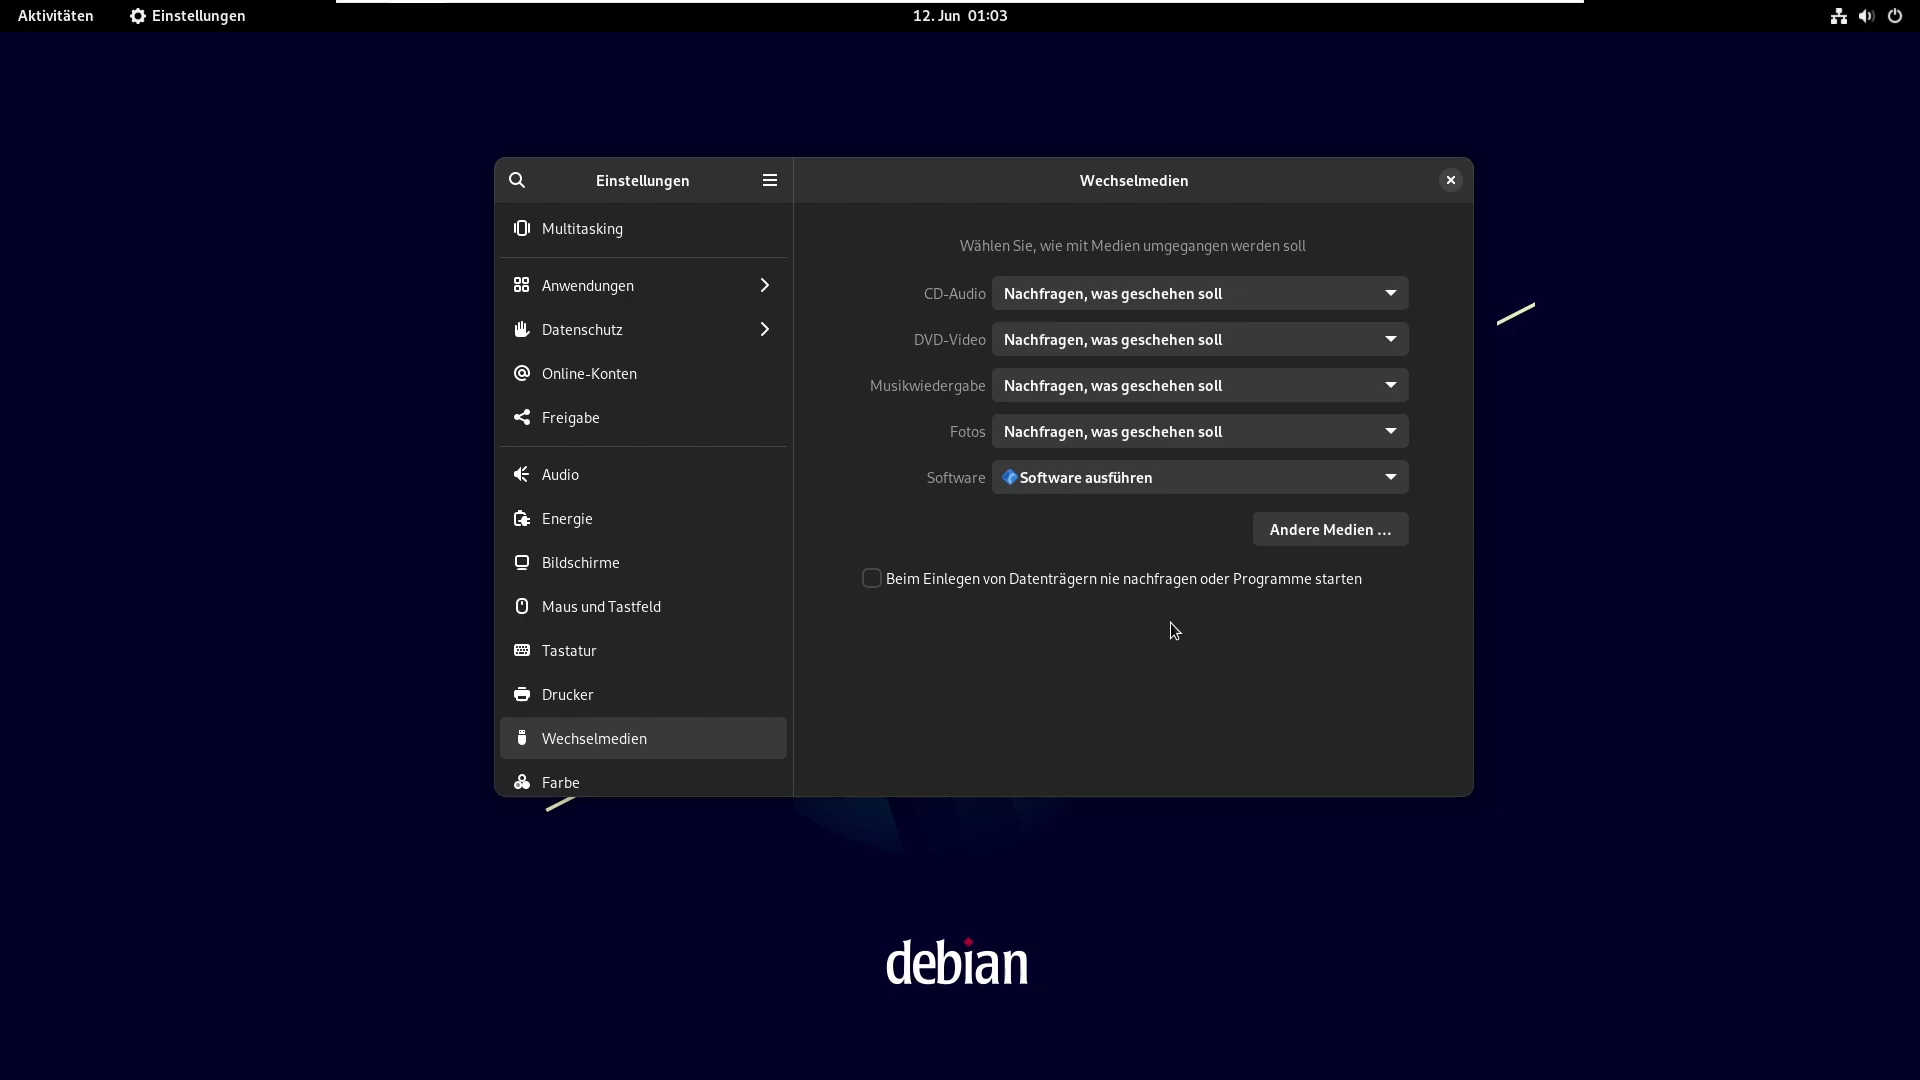 Aktivitäten Einstellungen 12. Jun 01:03
Einstellungen Wechselmedien
Multitasking
Anwendungen
Datenschutz
Online-Konten
Freigabe
Audio
Energie
Bildschirme
Maus und Tastfeld
Tastatur
Drucker
Wechselmedien
Farbe
Wählen Sie, wie mit Medien umgegangen werden soll
CD-Audio Nachfragen, was geschehen soll
DVD-Video Nachfragen, was geschehen soll
Musikwiedergabe Nachfragen, was geschehen soll
Fotos Nachfragen, was geschehen soll
Software Software ausführen
Andere Medien …
Beim Einlegen von Datenträgern nie nachfragen oder Programme starten
debian